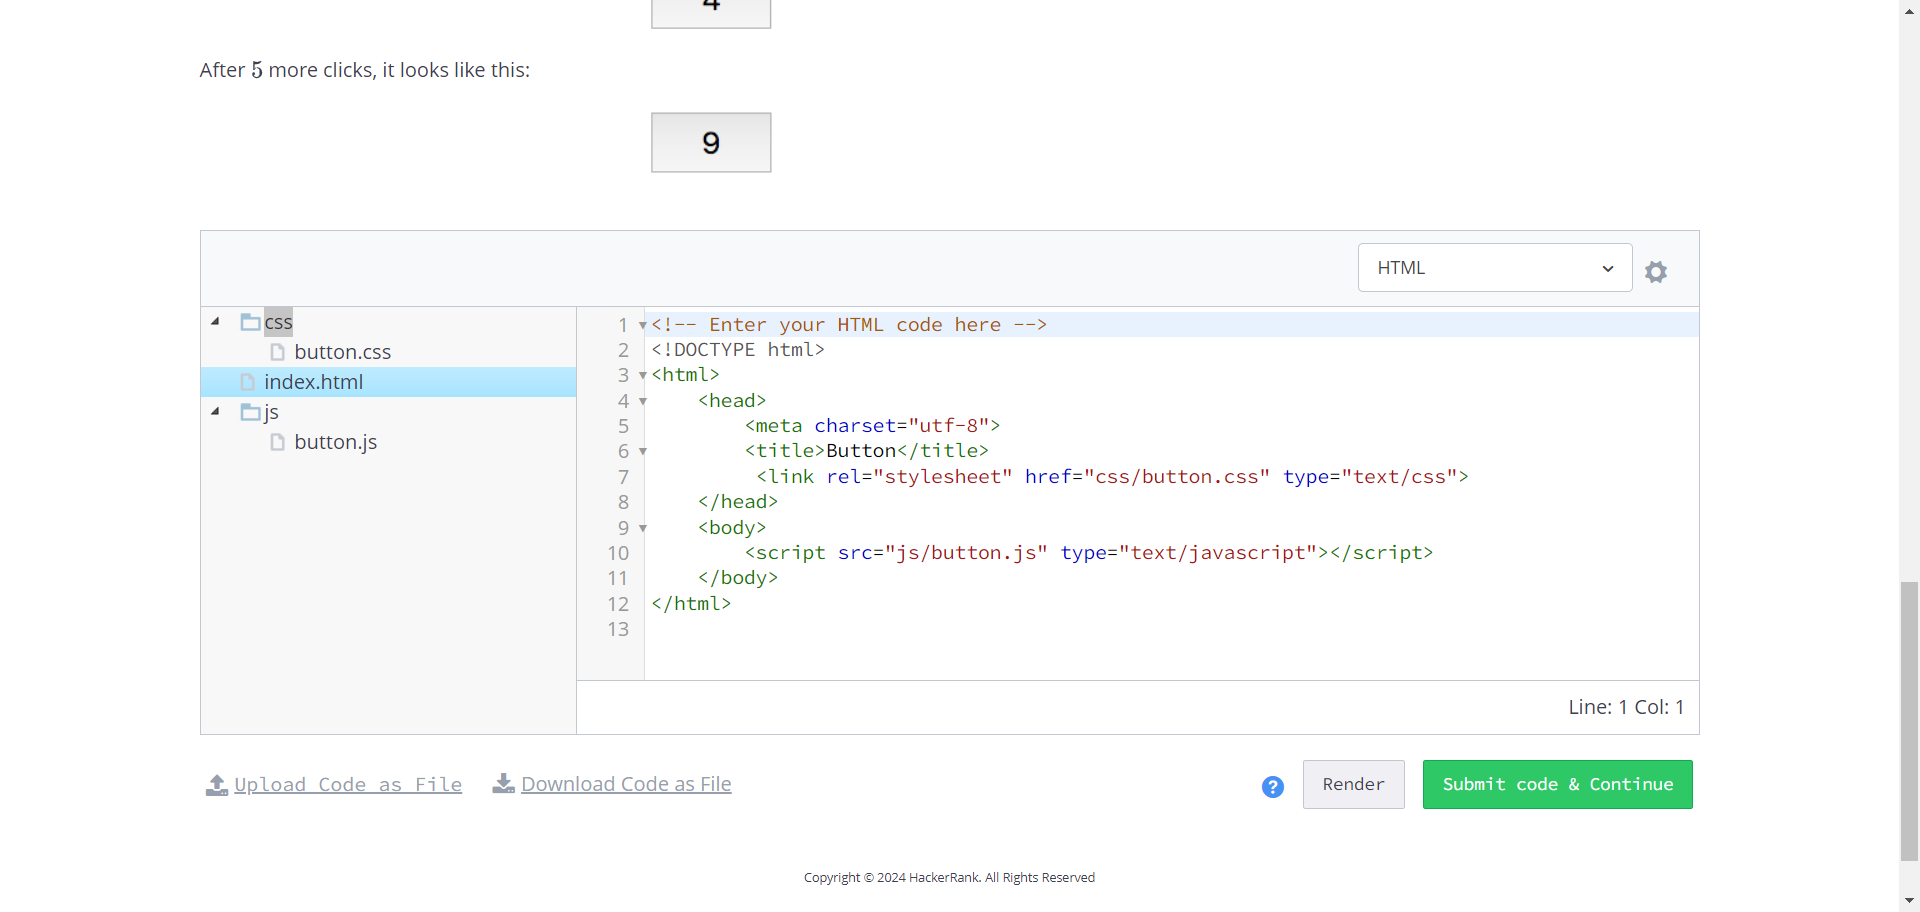 4
After 5 more clicks, it looks like this:
9
HTML
css
button.css
index.html
js
button.js
1 <!-- Enter your HTML code here -->
2 <!DOCTYPE html>
3 <html>
4     <head>
5         <meta charset="utf-8">
6         <title>Button</title>
7          <link rel="stylesheet" href="css/button.css" type="text/css">
8     </head>
9     <body>
10         <script src="js/button.js" type="text/javascript"></script>
11     </body>
12 </html>
13
Line: 1 Col: 1
Upload Code as File Download Code as File ? Render Submit code & Continue
Copyright © 2024 HackerRank. All Rights Reserved